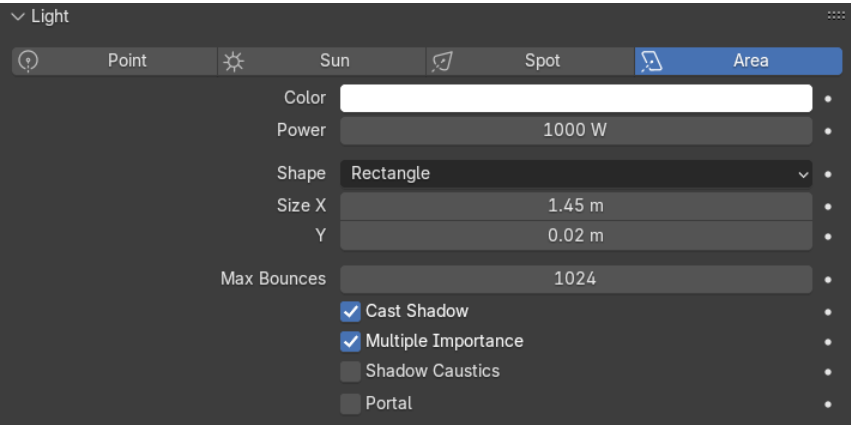 Light
Point Sun Spot Area
Color
Power 1000 W
Shape Rectangle
Size X 1.45 m
Y 0.02 m
Max Bounces 1024
Cast Shadow
Multiple Importance
Shadow Caustics
Portal